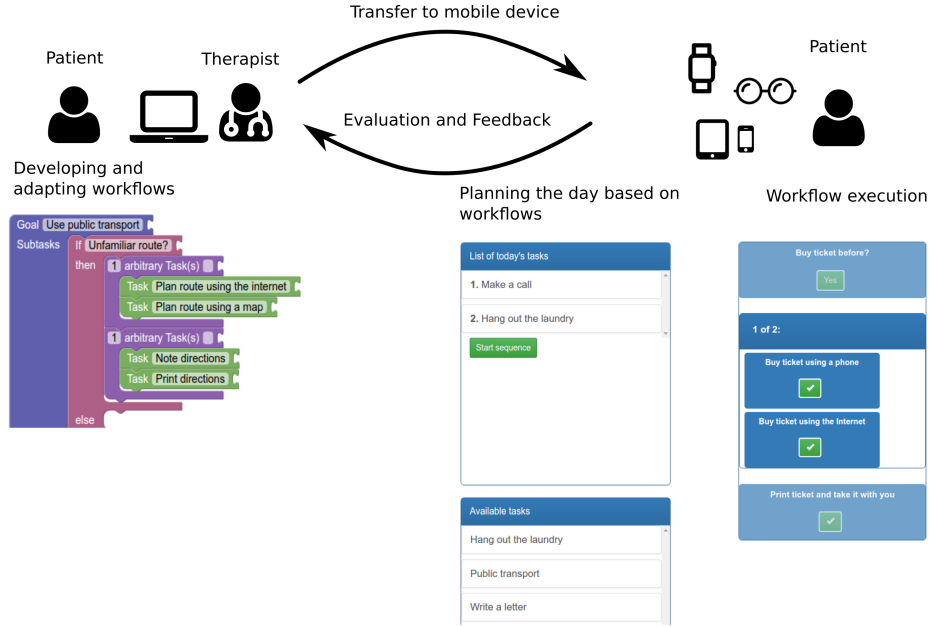 Transfer to mobile device
Patient
Therapist
Patient
Evaluation and Feedback
Developing and
adapting workflows
Planning the day based on
workflows
Workflow execution
Goal Use public transport
Subtasks If Unfamiliar route?
then 1 arbitrary Task(s)
Task Plan route using the internet
Task Plan route using a map
1 arbitrary Task(s)
Task Note directions
Task Print directions
else
List of today's tasks
1. Make a call
2. Hang out the laundry
Start sequence
Available tasks
Hang out the laundry
Public transport
Write a letter
Buy ticket before?
Yes
1 of 2:
Buy ticket using a phone
Buy ticket using the Internet
Print ticket and take it with you